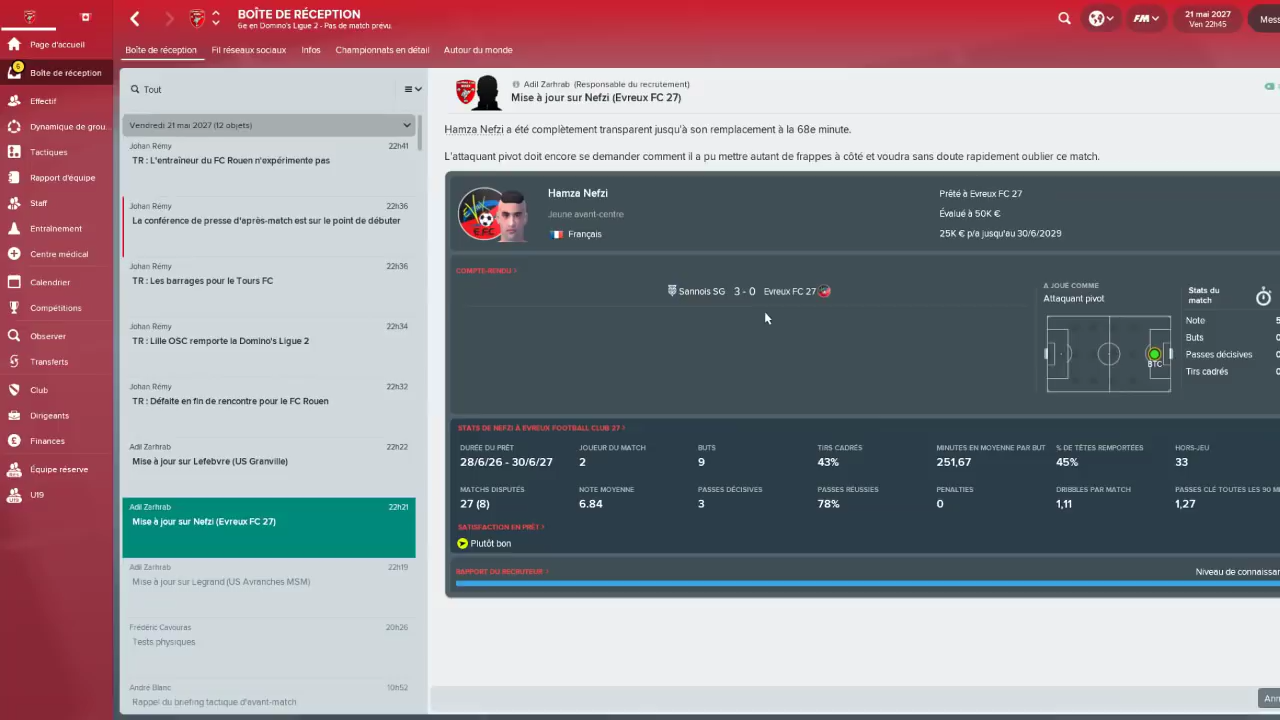 BOÎTE DE RÉCEPTION
6e en Domino's Ligue 2 - Pas de match prévu.
FM
21 mai 2027
Ven 22h45
Boîte de réception
Fil réseaux sociaux
Infos
Championnats en détail
Autour du monde
Page d'accueil
6
Boîte de réception
Effectif
Dynamique de grou...
Tactiques
Rapport d'équipe
Staff
Entraînement
Centre médical
Calendrier
Compétitions
Observer
Transferts
Club
Dirigeants
Finances
Équipe réserve
U19
Tout
Vendredi 21 mai 2027 (12 objets)
Johan Rémy 22h41
TR : L'entraîneur du FC Rouen n'expérimente pas
Johan Rémy 22h36
La conférence de presse d'après-match est sur le point de débuter
Johan Rémy 22h36
TR : Les barrages pour le Tours FC
Johan Rémy 22h34
TR : Lille OSC remporte la Domino's Ligue 2
Johan Rémy 22h32
TR : Défaite en fin de rencontre pour le FC Rouen
Adil Zarhrab 22h22
Mise à jour sur Lefebvre (US Granville)
Adil Zarhrab 22h21
Mise à jour sur Nefzi (Evreux FC 27)
Adil Zarhrab 22h19
Mise à jour sur Legrand (US Avranches MSM)
Frédéric Cavouras 20h26
Tests physiques
André Blanc 10h52
Rappel du briefing tactique d'avant-match
Adil Zarhrab (Responsable du recrutement)
Mise à jour sur Nefzi (Evreux FC 27)
Hamza Nefzi a été complètement transparent jusqu'à son remplacement à la 68e minute.
L'attaquant pivot doit encore se demander comment il a pu mettre autant de frappes à côté et voudra sans doute rapidement oublier ce match.
Hamza Nefzi
Jeune avant-centre
Français
Prêté à Evreux FC 27
Évalué à 50K €
25K € p/a jusqu'au 30/6/2029
COMPTE-RENDU >
Sannois SG 3 - 0 Evreux FC 27
A JOUÉ COMME
Attaquant pivot
BTC
Stats du
match
Note
Buts
Passes décisives
Tirs cadrés
STATS DE NEFZI À EVREUX FOOTBALL CLUB 27 >
DURÉE DU PRÊT JOUEUR DU MATCH BUTS TIRS CADRÉS MINUTES EN MOYENNE PAR BUT % DE TÊTES REMPORTÉES HORS-JEU
28/6/26 - 30/6/27 2 9 43% 251,67 45% 33
MATCHS DISPUTÉS NOTE MOYENNE PASSES DÉCISIVES PASSES RÉUSSIES PENALTIES DRIBBLES PAR MATCH PASSES CLÉ TOUTES LES 90
27 (8) 6.84 3 78% 0 1,11 1,27
SATISFACTION EN PRÊT >
Plutôt bon
RAPPORT DU RECRUTEUR >